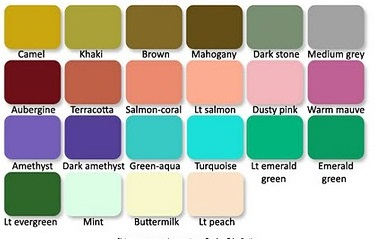 Camel Khaki Brown Mahogany Dark stone Medium grey
Aubergine Terracotta Salmon-coral Lt salmon Dusty pink Warm mauve
Amethyst Dark amethyst Green-aqua Turquoise Lt emerald green Emerald green
Lt evergreen Mint Buttermilk Lt peach